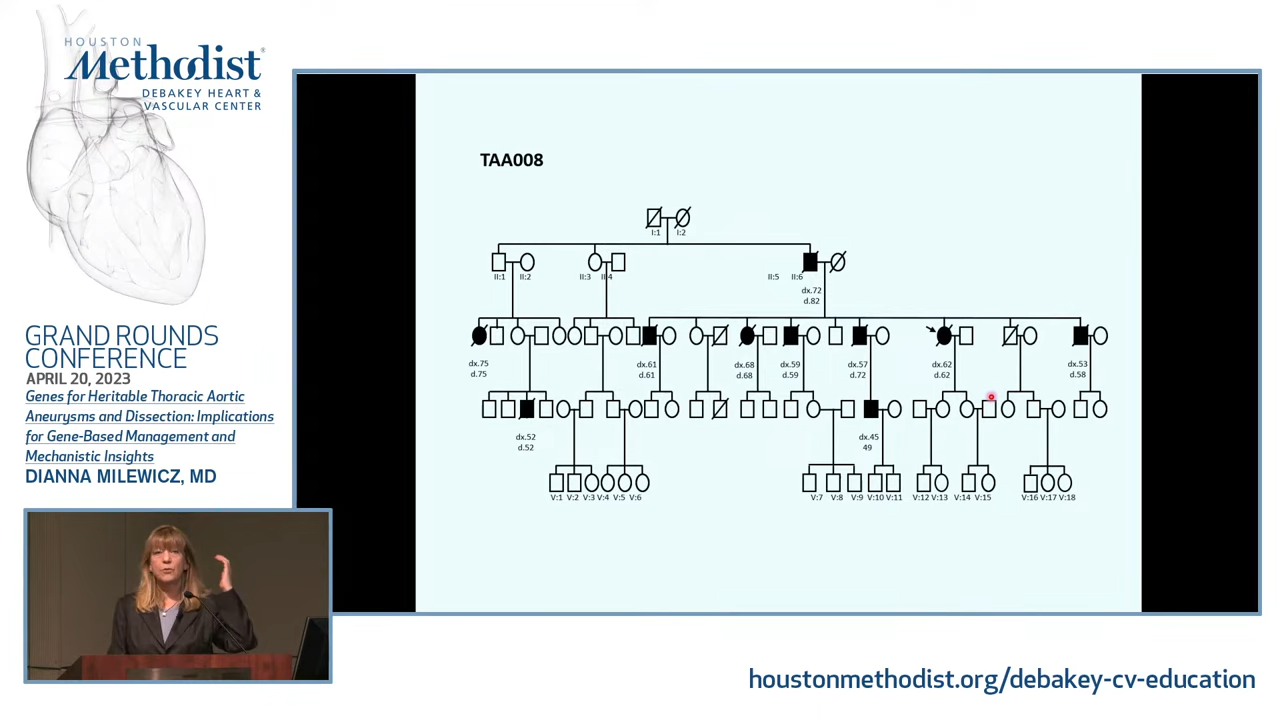 HOUSTON
Methodist®
DEBAKEY HEART &
VASCULAR CENTER
GRAND ROUNDS
CONFERENCE
APRIL 20, 2023
Genes for Heritable Thoracic Aortic
Aneurysms and Dissection: Implications
for Gene-Based Management and
Mechanistic Insights
DIANNA MILEWICZ, MD
TAA008
I:1 I:2
II:1 II:2 II:3 II:4 II:5 II:6
dx.72
d.82
dx.75 dx.61 dx.68 dx.59 dx.57 dx.62 dx.53
d.75 d.61 d.68 d.59 d.72 d.62 d.58
dx.52 dx.45
d.52 49
V:1 V:2 V:3 V:4 V:5 V:6 V:7 V:8 V:9 V:10 V:11 V:12 V:13 V:14 V:15 V:16 V:17 V:18
houstonmethodist.org/debakey-cv-education